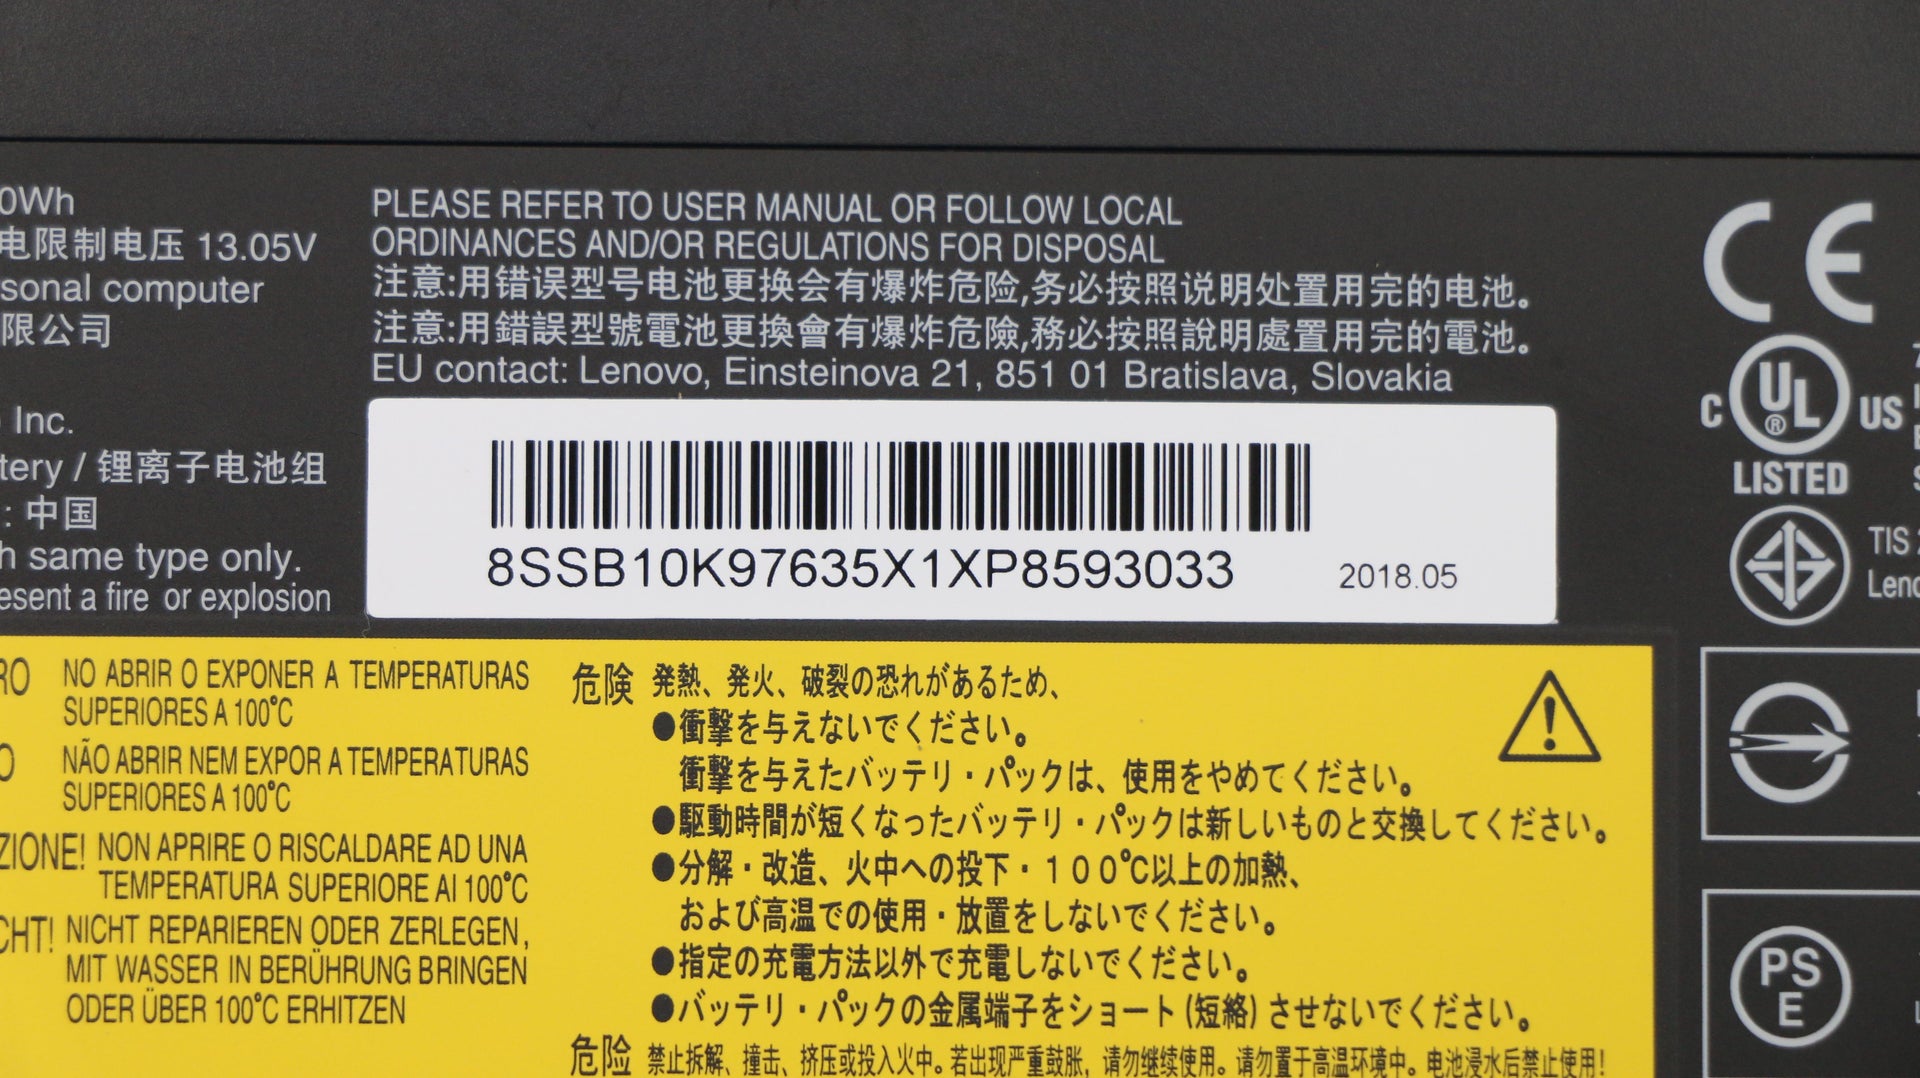 0Wh
电限制电压 13.05V
sonal computer
限公司
Inc.
tery / 锂离子电池组
: 中国
h same type only.
esent a fire or explosion
PLEASE REFER TO USER MANUAL OR FOLLOW LOCAL
ORDINANCES AND/OR REGULATIONS FOR DISPOSAL
注意:用错误型号电池更换会有爆炸危险,务必按照说明处置用完的电池。
注意:用錯誤型號電池更換會有爆炸危險,務必按照說明處置用完的電池。
EU contact: Lenovo, Einsteinova 21, 851 01 Bratislava, Slovakia
8SSB10K97635X1XP8593033
2018.05
CE
C UL ® US
LISTED
TIS
Leno
PS
E
RO NO ABRIR O EXPONER A TEMPERATURAS
SUPERIORES A 100°C
O NÃO ABRIR NEM EXPOR A TEMPERATURAS
SUPERIORES A 100°C
ZIONE! NON APRIRE O RISCALDARE AD UNA
TEMPERATURA SUPERIORE AI 100°C
CHT! NICHT REPARIEREN ODER ZERLEGEN,
MIT WASSER IN BERÜHRUNG BRINGEN
ODER ÜBER 100°C ERHITZEN
危険 発熱、発火、破裂の恐れがあるため、
●衝撃を与えないでください。
衝撃を与えたバッテリ・パックは、使用をやめてください。
●駆動時間が短くなったバッテリ・パックは新しいものと交換してください。
●分解・改造、火中への投下・１００℃以上の加熱、
および高温での使用・放置をしないでください。
●指定の充電方法以外で充電しないでください。
●バッテリ・パックの金属端子をショート(短絡)させないでください。
危险 禁止拆解、撞击、挤压或投入火中。若出现严重鼓胀，请勿继续使用。请勿置于高温环境中。电池浸水后禁止使用！